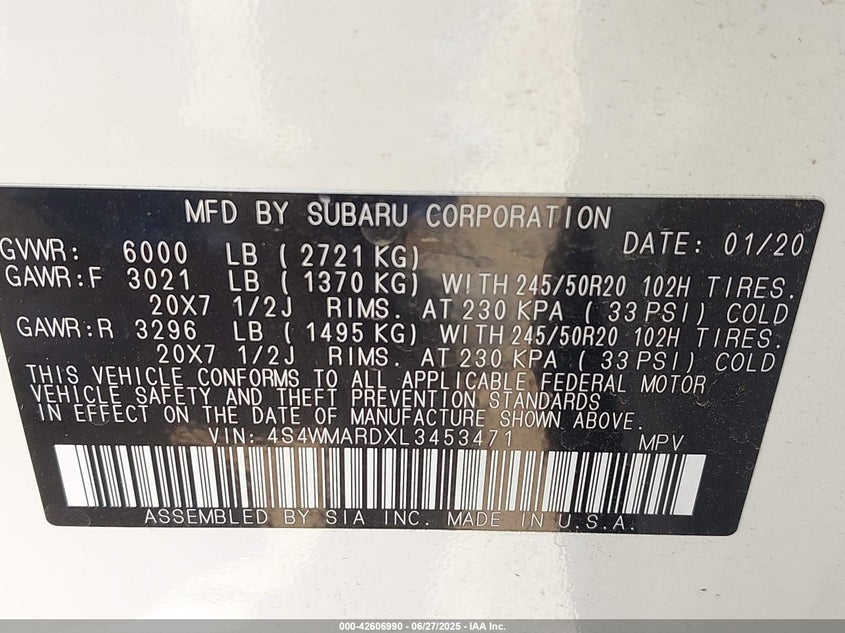 MFD BY SUBARU CORPORATION
DATE: 01/20
GVWR: 6000 LB ( 2721 KG)
GAWR:F 3021 LB ( 1370 KG) WITH 245/50R20 102H TIRES.
20X7 1/2J RIMS. AT 230 KPA ( 33 PSI) COLD
GAWR:R 3296 LB ( 1495 KG) WITH 245/50R20 102H TIRES.
20X7 1/2J RIMS. AT 230 KPA ( 33 PSI) COLD
THIS VEHICLE CONFORMS TO ALL APPLICABLE FEDERAL MOTOR
VEHICLE SAFETY AND THEFT PREVENTION STANDARDS
IN EFFECT ON THE DATE OF MANUFACTURE SHOWN ABOVE.
VIN: 4S4WMARDXL3453471 MPV
ASSEMBLED BY SIA INC. MADE IN U.S.A.
000-42606990 - 06/27/2025 - IAA Inc.